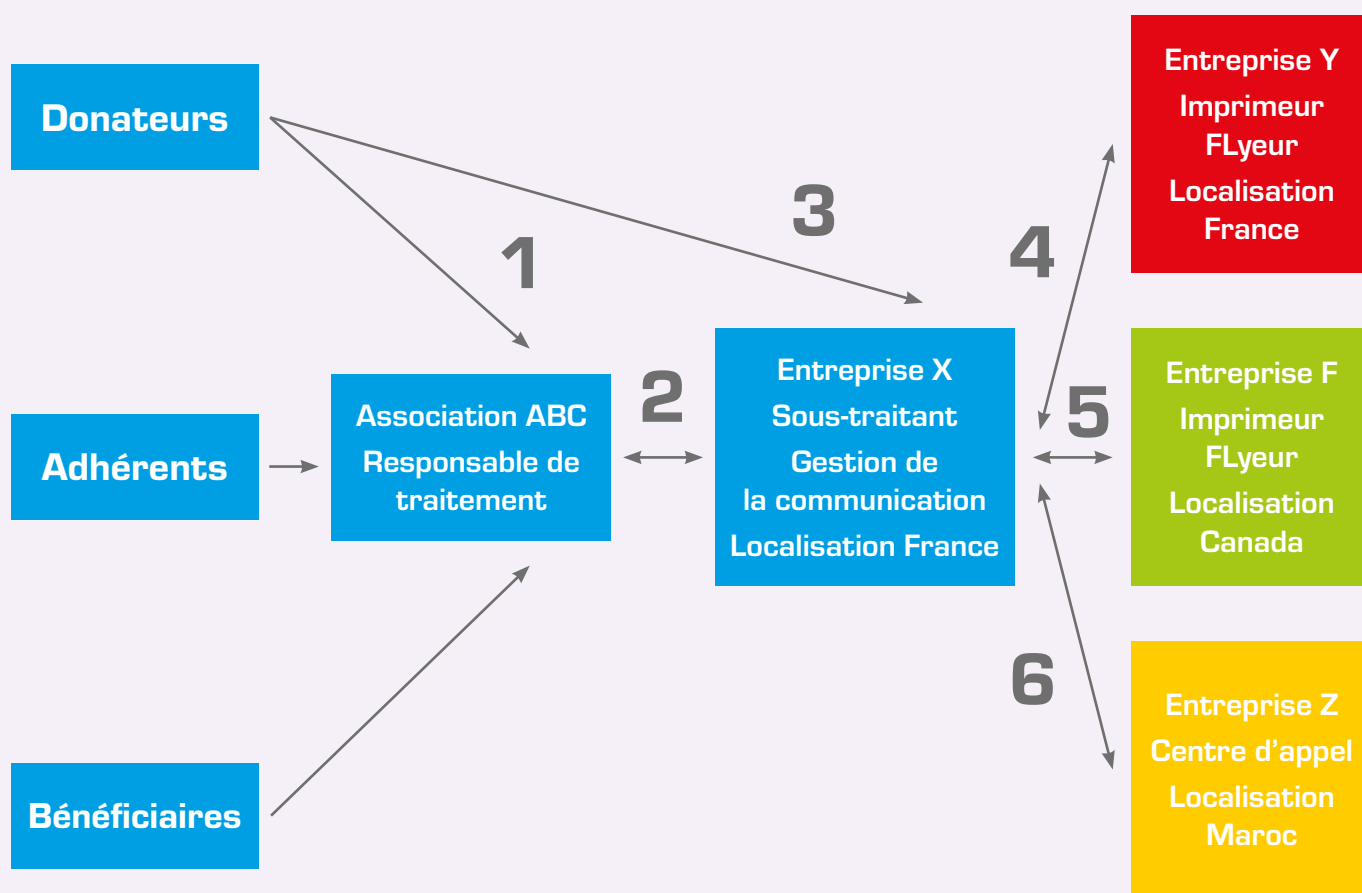 Donateurs
Adhérents
Bénéficiaires
1
3
2
Association ABC
Responsable de
traitement
Entreprise X
Sous-traitant
Gestion de
la communication
Localisation France
4
5
6
Entreprise Y
Imprimeur
FLyeur
Localisation
France
Entreprise F
Imprimeur
FLyeur
Localisation
Canada
Entreprise Z
Centre d’appel
Localisation
Maroc